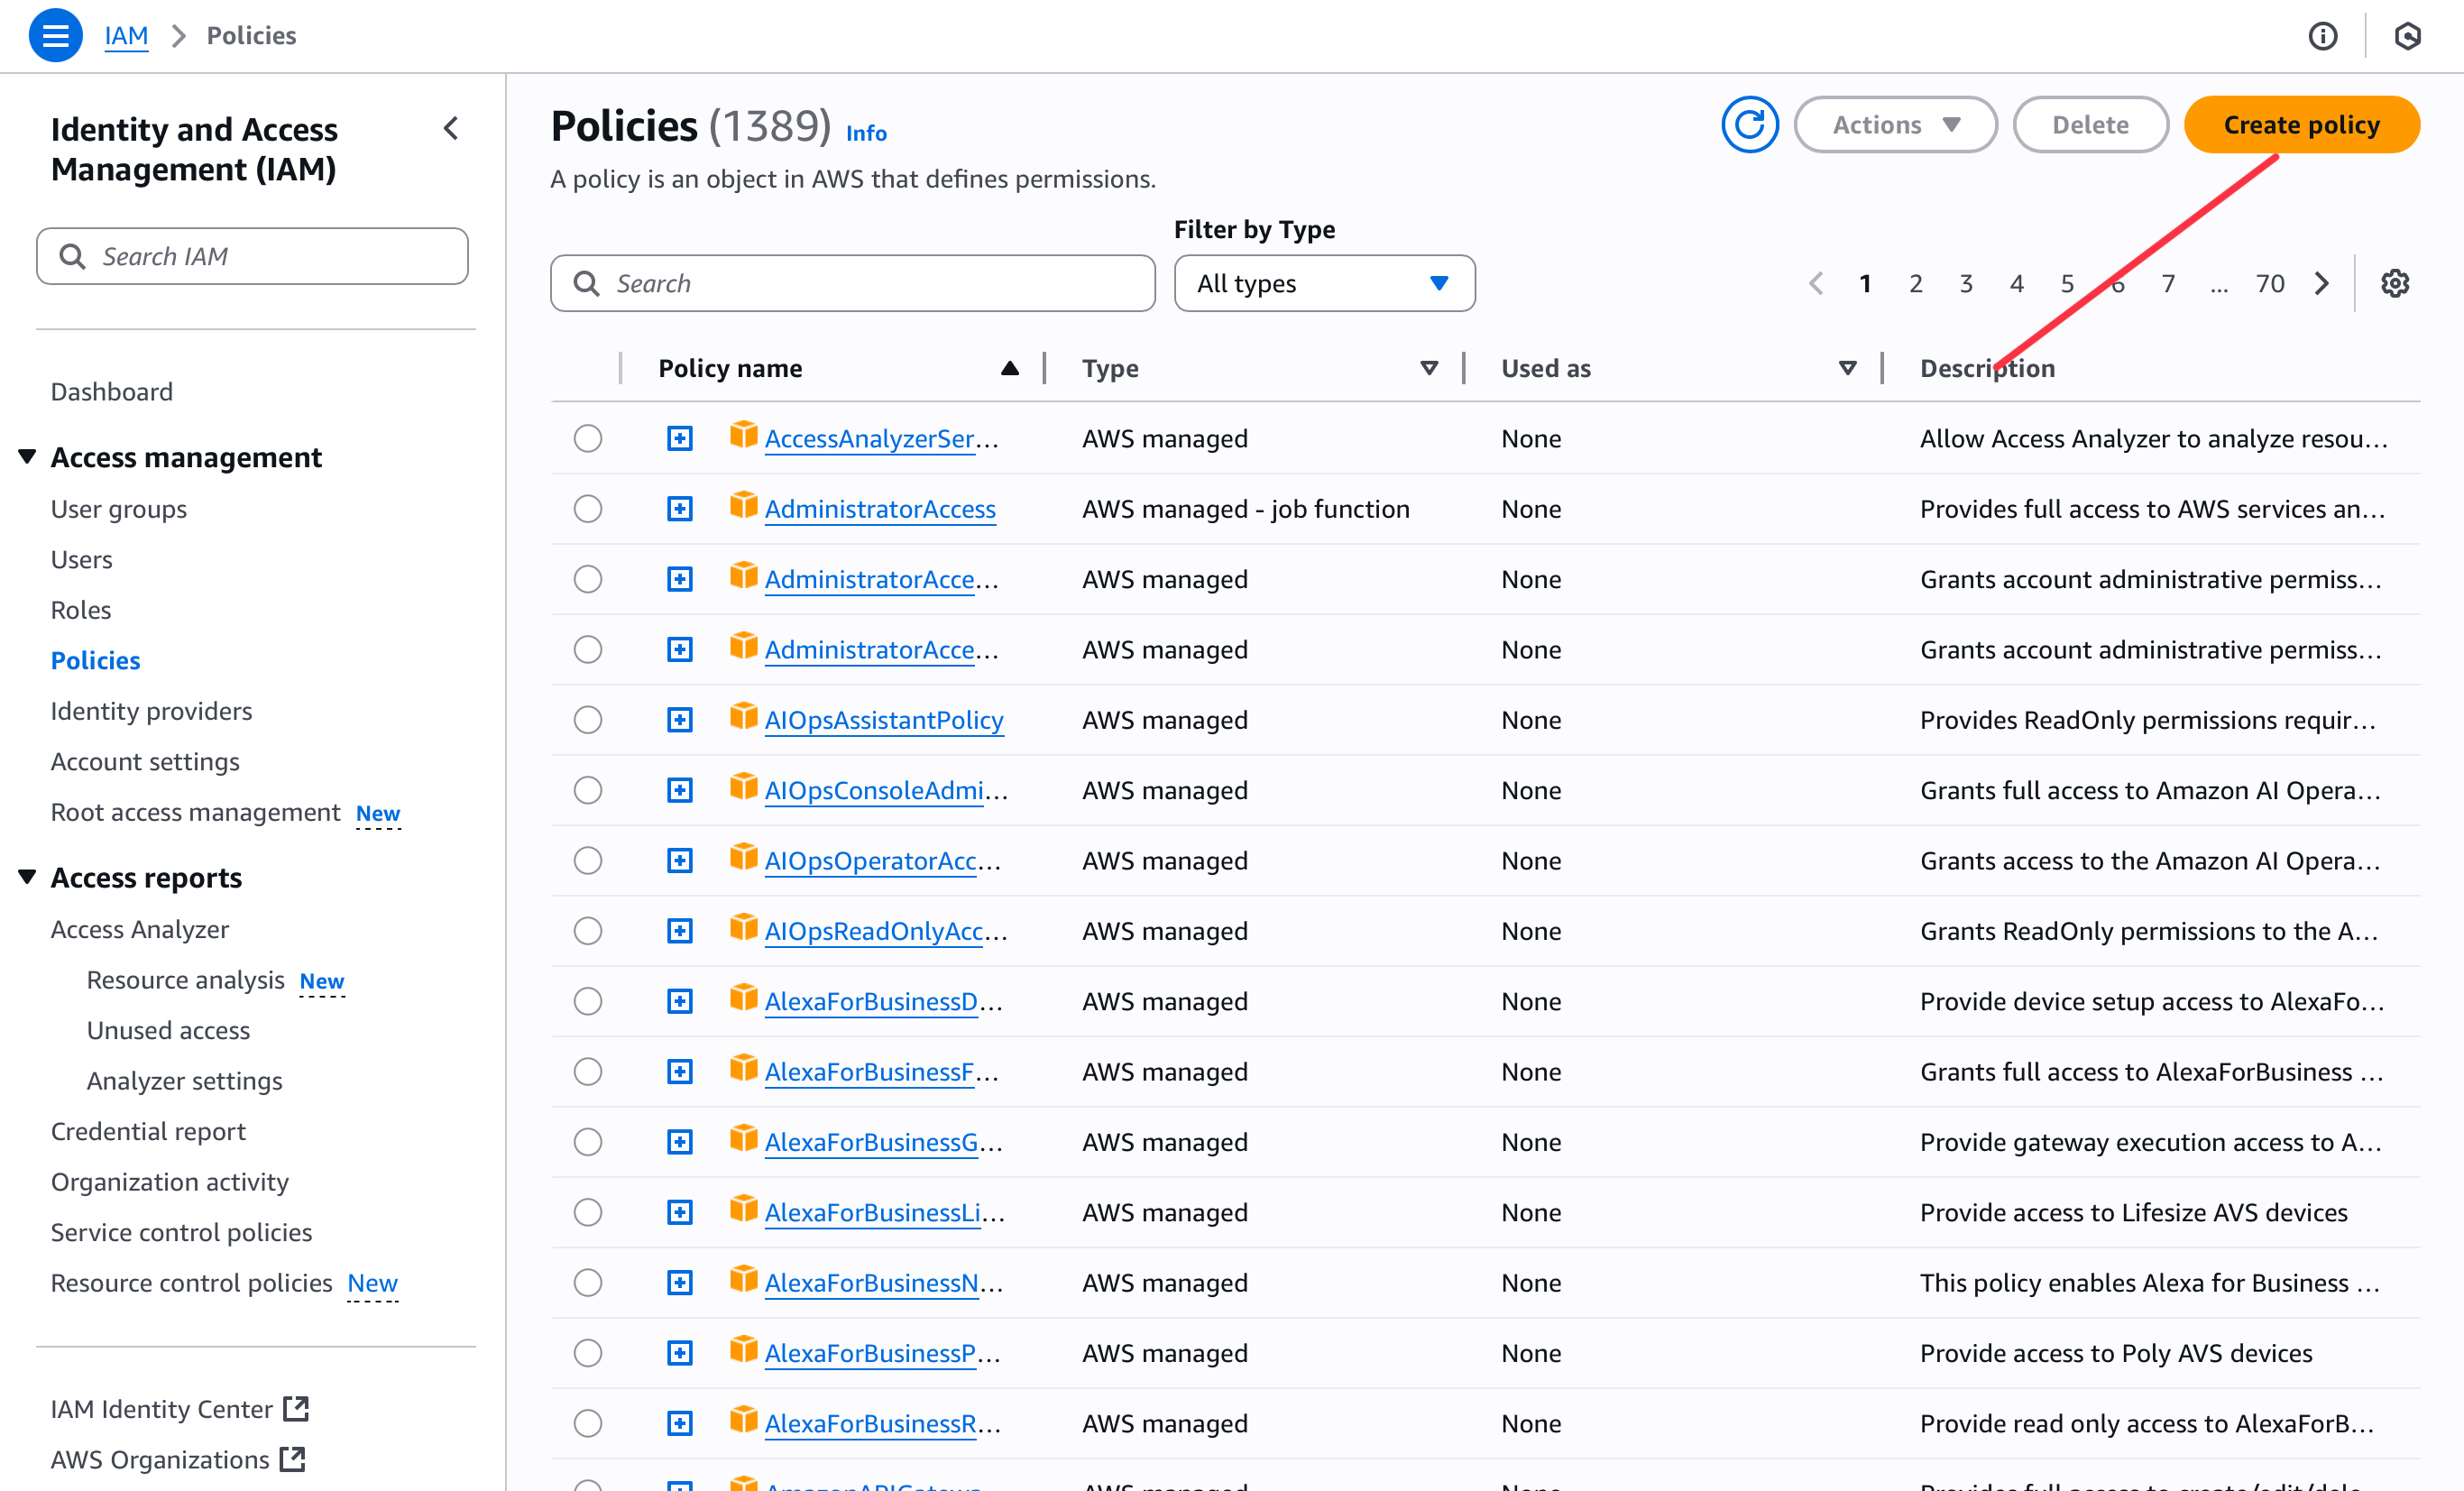 IAM > Policies
Identity and Access
Management (IAM)
Search IAM
Dashboard
Access management
User groups
Users
Roles
Policies
Identity providers
Account settings
Root access management New
Access reports
Access Analyzer
Resource analysis New
Unused access
Analyzer settings
Credential report
Organization activity
Service control policies
Resource control policies New
IAM Identity Center
AWS Organizations
Policies (1389) Info
Actions Delete Create policy
A policy is an object in AWS that defines permissions.
Filter by Type
Search All types 1 2 3 4 5 6 7 ... 70
Policy name Type Used as Description
AccessAnalyzerSer... AWS managed None Allow Access Analyzer to analyze resou...
AdministratorAccess AWS managed - job function None Provides full access to AWS services an...
AdministratorAcce... AWS managed None Grants account administrative permiss...
AdministratorAcce... AWS managed None Grants account administrative permiss...
AIOpsAssistantPolicy AWS managed None Provides ReadOnly permissions requir...
AIOpsConsoleAdmi... AWS managed None Grants full access to Amazon AI Opera...
AIOpsOperatorAcc... AWS managed None Grants access to the Amazon AI Opera...
AIOpsReadOnlyAcc... AWS managed None Grants ReadOnly permissions to the A...
AlexaForBusinessD... AWS managed None Provide device setup access to AlexaFo...
AlexaForBusinessF... AWS managed None Grants full access to AlexaForBusiness ...
AlexaForBusinessG... AWS managed None Provide gateway execution access to A...
AlexaForBusinessLi... AWS managed None Provide access to Lifesize AVS devices
AlexaForBusinessN... AWS managed None This policy enables Alexa for Business ...
AlexaForBusinessP... AWS managed None Provide access to Poly AVS devices
AlexaForBusinessR... AWS managed None Provide read only access to AlexaForB...
AmazonAPIGatewa... AWS managed None Provides full access to create/edit/dele...